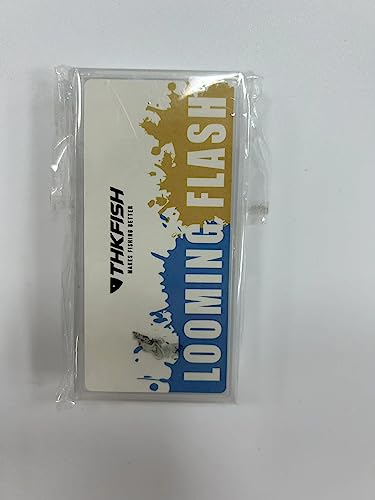 THKFISH
MAKES FISHING BETTER
LOOMING FLASH